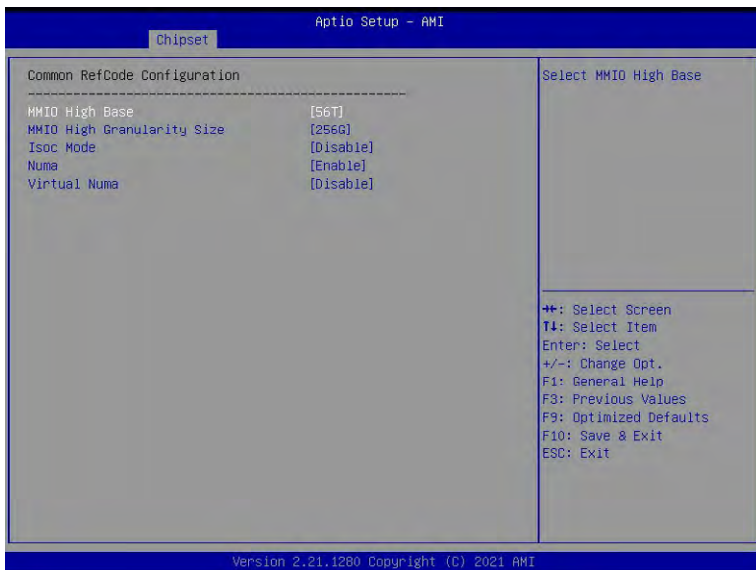 Aptio Setup - AMI
Chipset
Common RefCode Configuration
------------------------------------------------------
MMIO High Base [56T]
MMIO High Granularity Size [256G]
Isoc Mode [Disable]
Numa [Enable]
Virtual Numa [Disable]
Select MMIO High Base
→←: Select Screen
↑↓: Select Item
Enter: Select
+/-: Change Opt.
F1: General Help
F3: Previous Values
F9: Optimized Defaults
F10: Save & Exit
ESC: Exit
Version 2.21.1280 Copyright (C) 2021 AMI